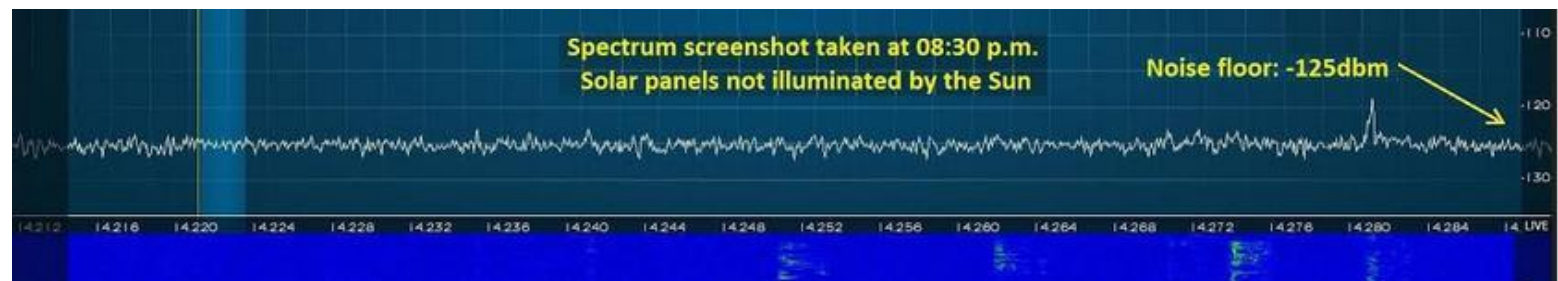 -110
Spectrum screenshot taken at 08:30 p.m.
Solar panels not illuminated by the Sun
Noise floor: -125dbm
-120
-130
14.212 14.216 14.220 14.224 14.228 14.232 14.236 14.240 14.244 14.248 14.252 14.256 14.260 14.264 14.268 14.272 14.276 14.280 14.284 14. LIVE